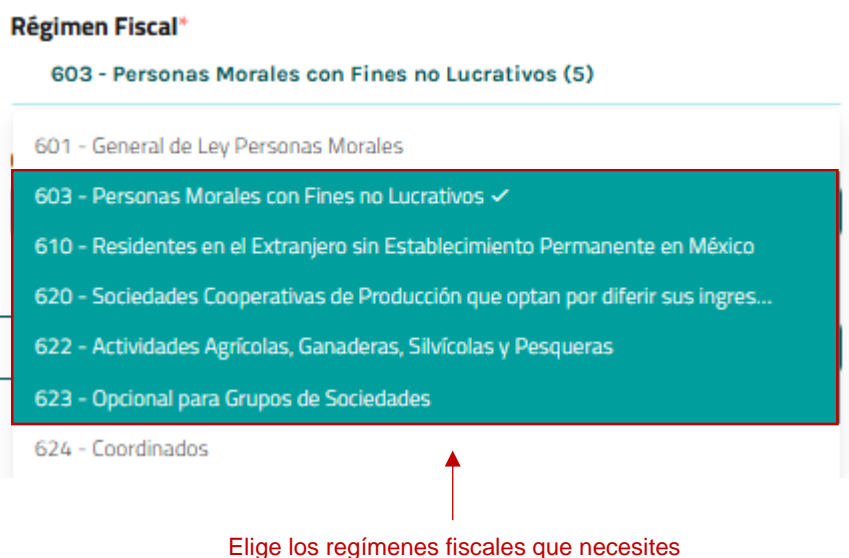 Régimen Fiscal*
603 - Personas Morales con Fines no Lucrativos (5)
601 - General de Ley Personas Morales
603 - Personas Morales con Fines no Lucrativos ✓
610 - Residentes en el Extranjero sin Establecimiento Permanente en México
620 - Sociedades Cooperativas de Producción que optan por diferir sus ingres...
622 - Actividades Agrícolas, Ganaderas, Silvícolas y Pesqueras
623 - Opcional para Grupos de Sociedades
624 - Coordinados
Elige los regímenes fiscales que necesites